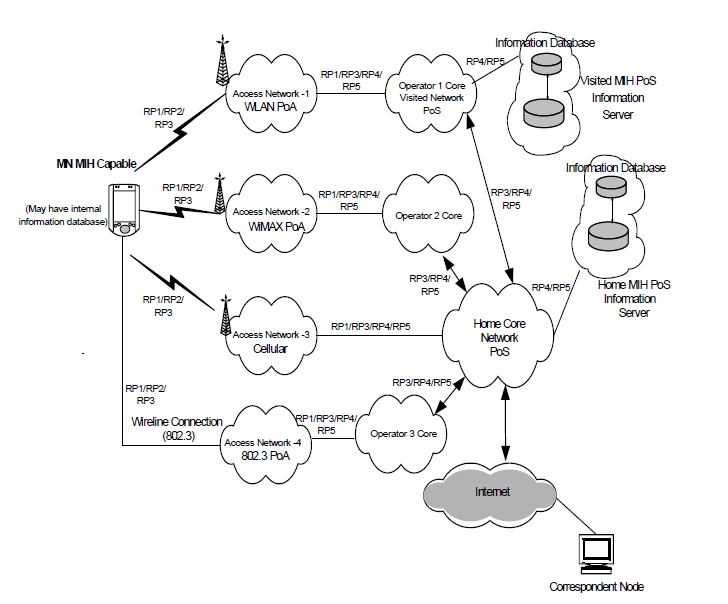 Information Database
RP4/RP5
Visited MIH PoS
Information
Server
RP1/RP3/RP4/
RP5
Operator 1 Core
Visited Network
PoS
Access Network -1
WLAN PoA
RP1/RP2/
RP3
MN MIH Capable
(May have internal
information database)
RP1/RP2/
RP3
Access Network -2
WiMAX PoA
RP1/RP3/RP4/
RP5
Operator 2 Core
RP3/RP4/
RP5
Information Database
Home MIH PoS
Information
Server
RP4/RP5
RP3/RP4/
RP5
RP1/RP2/
RP3
Access Network -3
Cellular
RP1/RP3/RP4/RP5
Home Core
Network
PoS
RP3/RP4/RP5
RP1/RP2/
RP3
Wireline Connection
(802.3)
Access Network -4
802.3 PoA
RP1/RP3/RP4/
RP5
Operator 3 Core
Internet
Correspondent Node